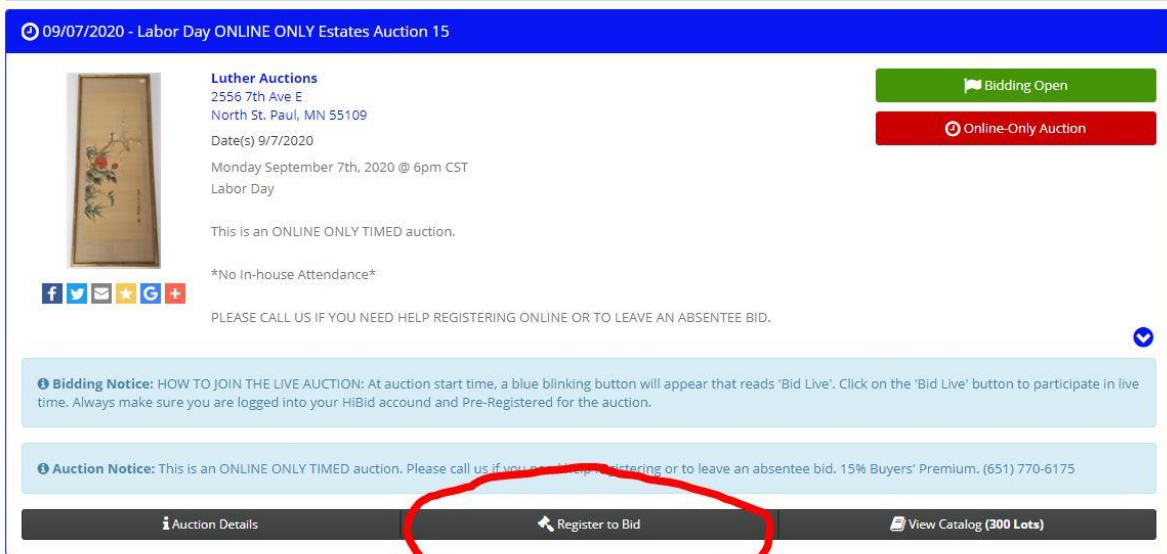 09/07/2020 - Labor Day ONLINE ONLY Estates Auction 15
Luther Auctions
2556 7th Ave E
North St. Paul, MN 55109
Date(s) 9/7/2020
Monday September 7th, 2020 @ 6pm CST
Labor Day
This is an ONLINE ONLY TIMED auction.
*No In-house Attendance*
PLEASE CALL US IF YOU NEED HELP REGISTERING ONLINE OR TO LEAVE AN ABSENTEE BID.
Bidding Open
Online-Only Auction
Bidding Notice: HOW TO JOIN THE LIVE AUCTION: At auction start time, a blue blinking button will appear that reads 'Bid Live'. Click on the 'Bid Live' button to participate in live
time. Always make sure you are logged into your HiBid accound and Pre-Registered for the auction.
Auction Notice: This is an ONLINE ONLY TIMED auction. Please call us if you need help registering or to leave an absentee bid. 15% Buyers' Premium. (651) 770-6175
Auction Details
Register to Bid
View Catalog (300 Lots)